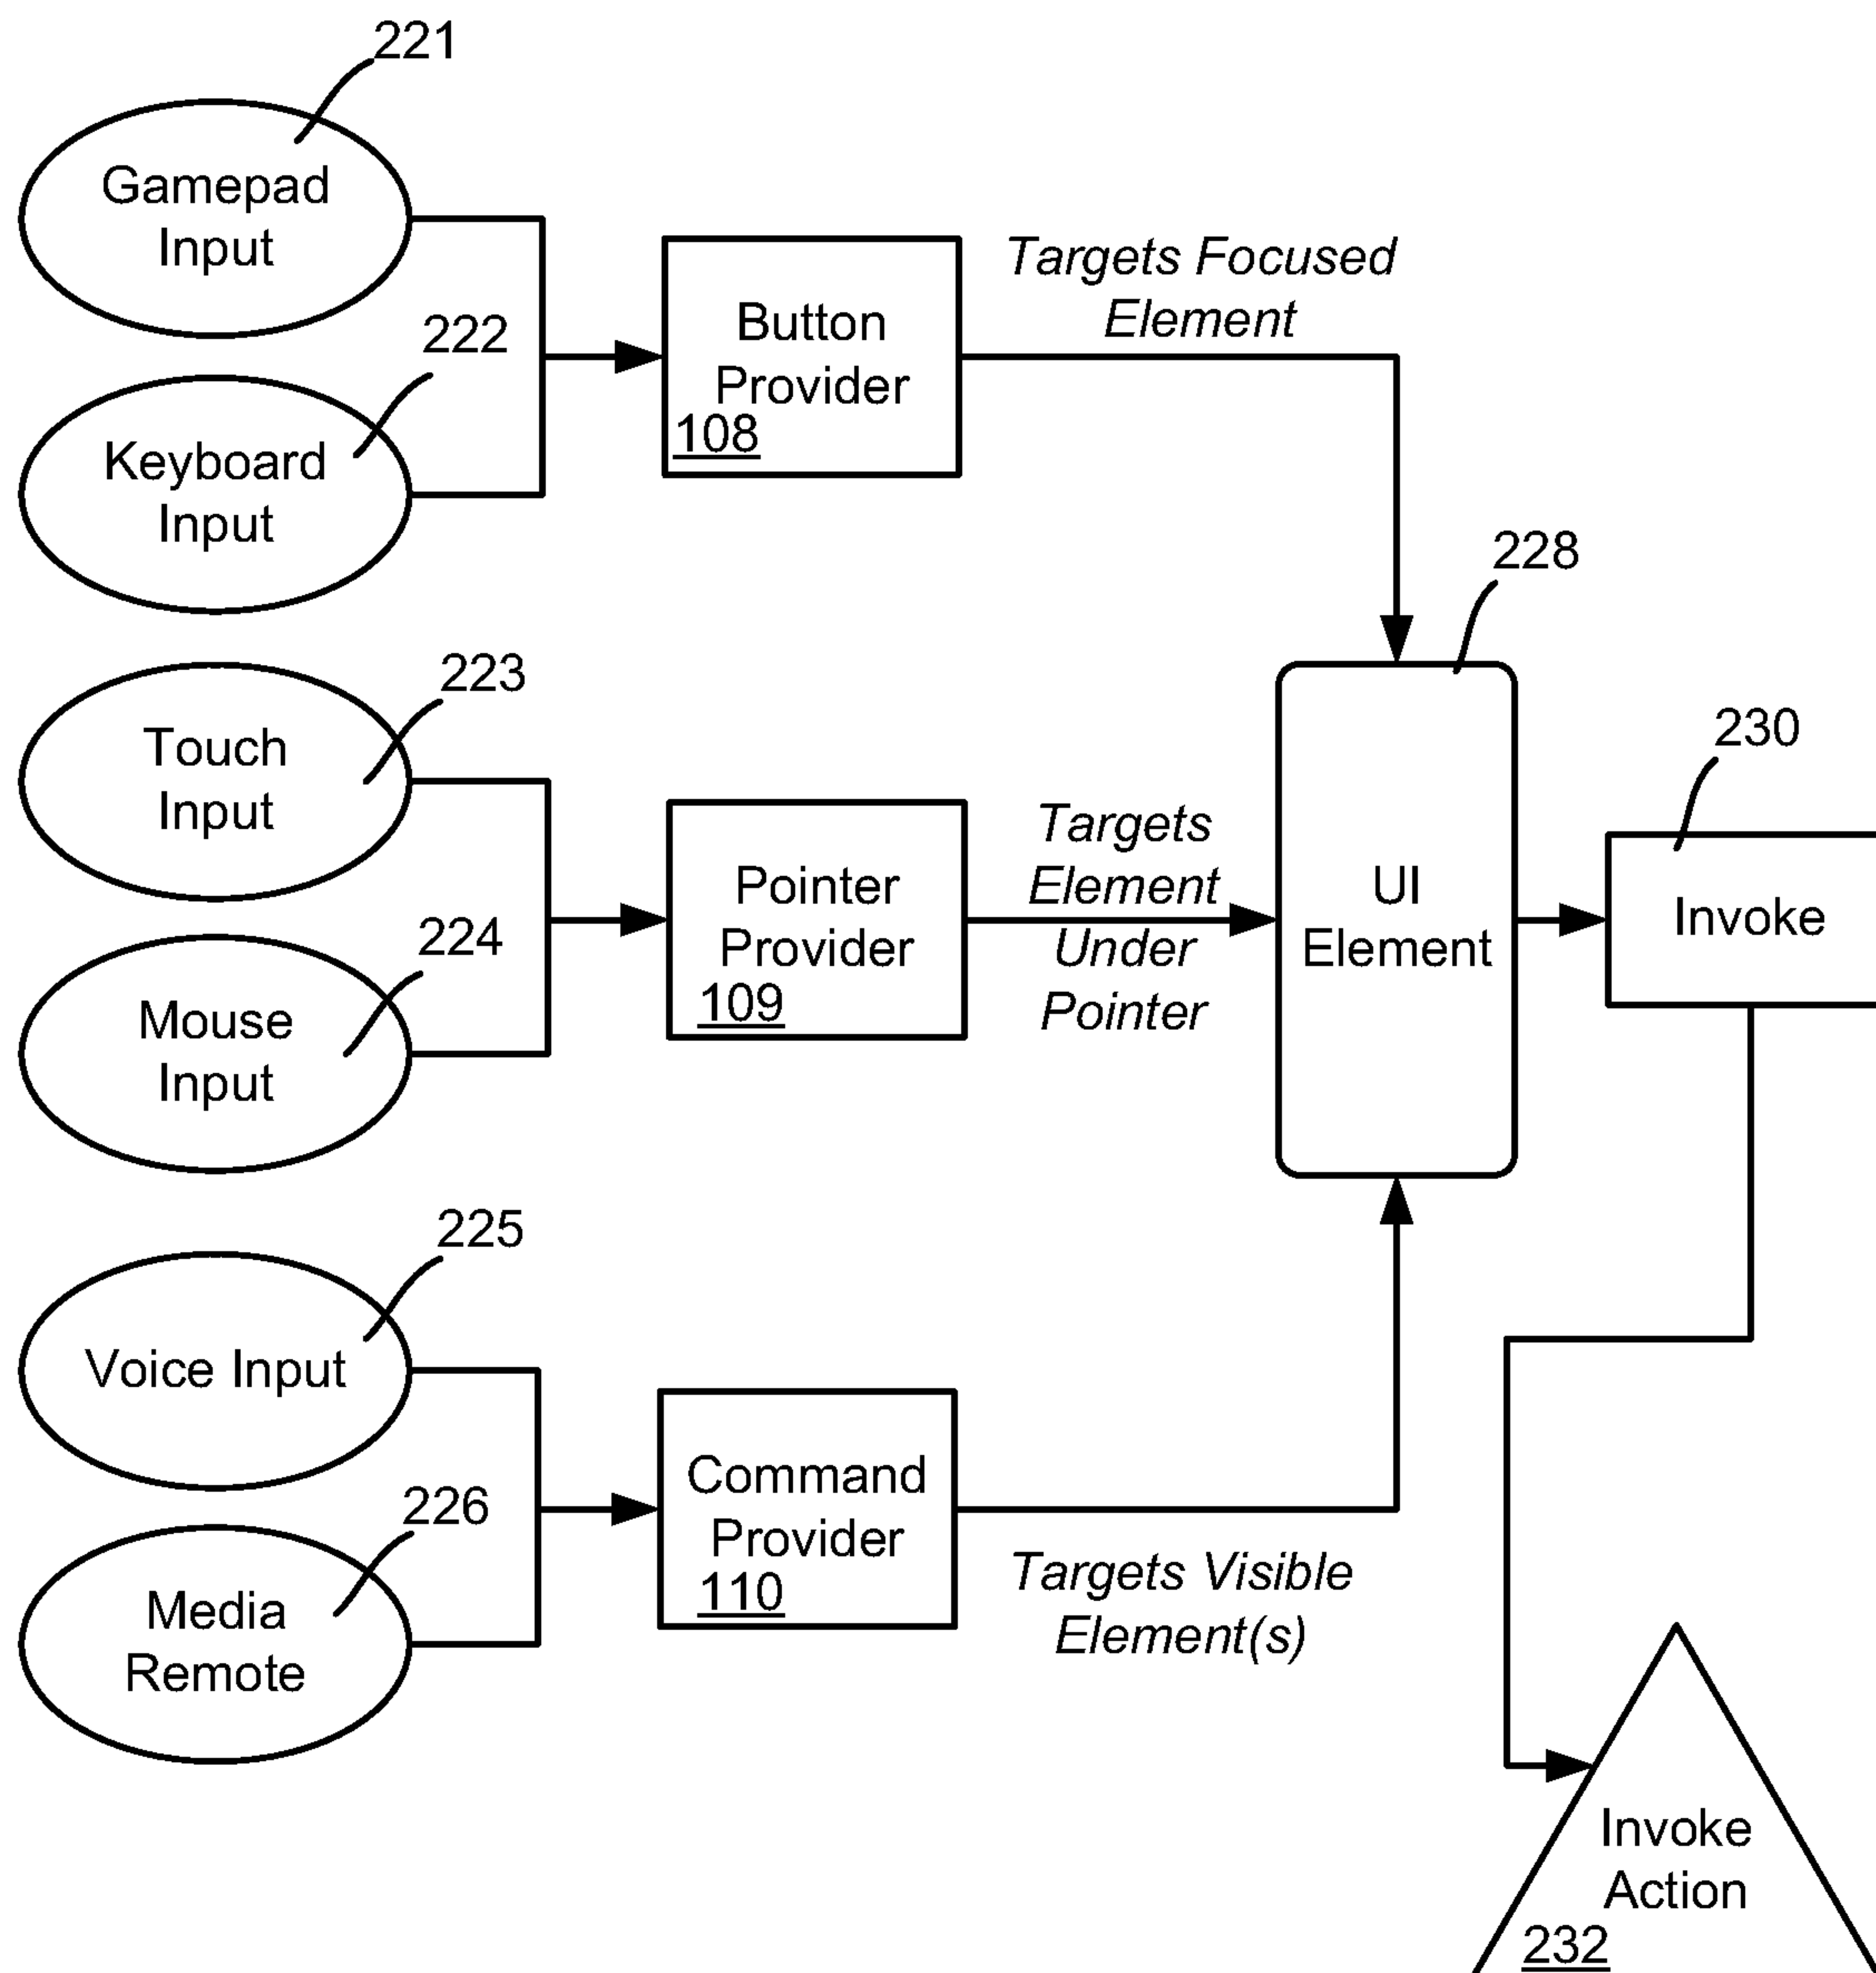 221
Gamepad
Input
222
Keyboard
Input
Button
Provider
108
Targets Focused
Element
223
Touch
Input
224
Mouse
Input
Pointer
Provider
109
Targets
Element
Under
Pointer
228
UI
Element
230
Invoke
225
Voice Input
226
Media
Remote
Command
Provider
110
Targets Visible
Element(s)
Invoke
Action
232